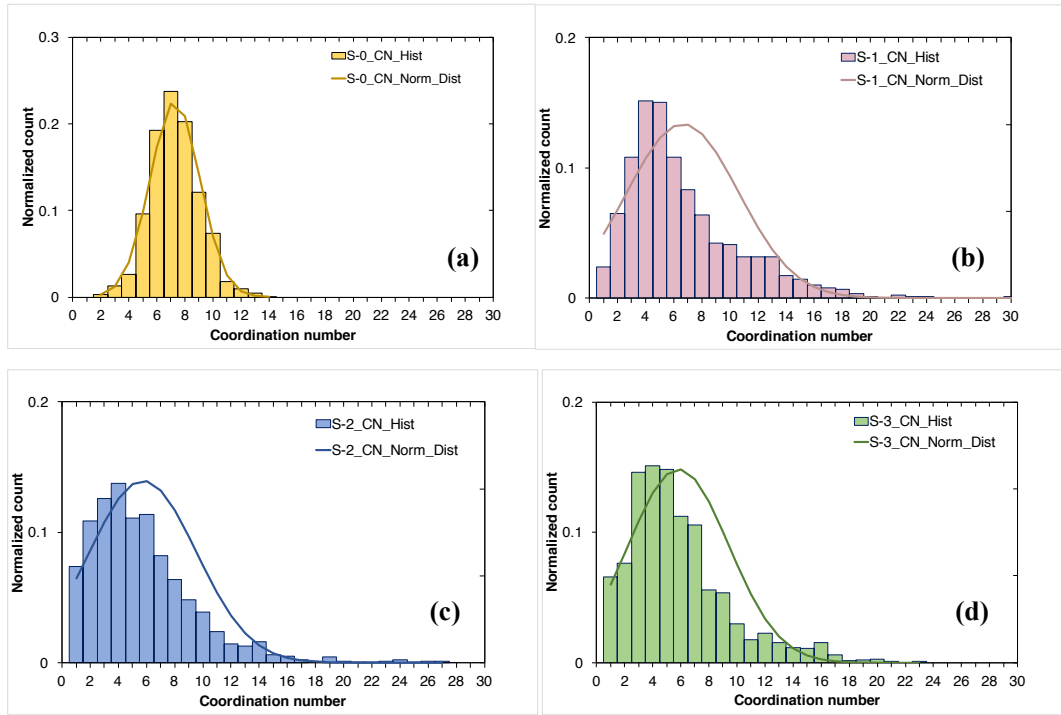 0.3
S-0_CN_Hist
S-0_CN_Norm_Dist
0.2
Normalized count
0.1
(a)
0
0 2 4 6 8 10 12 14 16 18 20 22 24 26 28 30
Coordination number
0.2
S-1_CN_Hist
S-1_CN_Norm_Dist
Normalized count
0.1
(b)
0
0 2 4 6 8 10 12 14 16 18 20 22 24 26 28 30
Coordination number
0.2
S-2_CN_Hist
S-2_CN_Norm_Dist
Normalized count
0.1
(c)
0
0 2 4 6 8 10 12 14 16 18 20 22 24 26 28 30
Coordination number
0.2
S-3_CN_Hist
S-3_CN_Norm_Dist
Normalized count
0.1
(d)
0
0 2 4 6 8 10 12 14 16 18 20 22 24 26 28 30
Coordination number